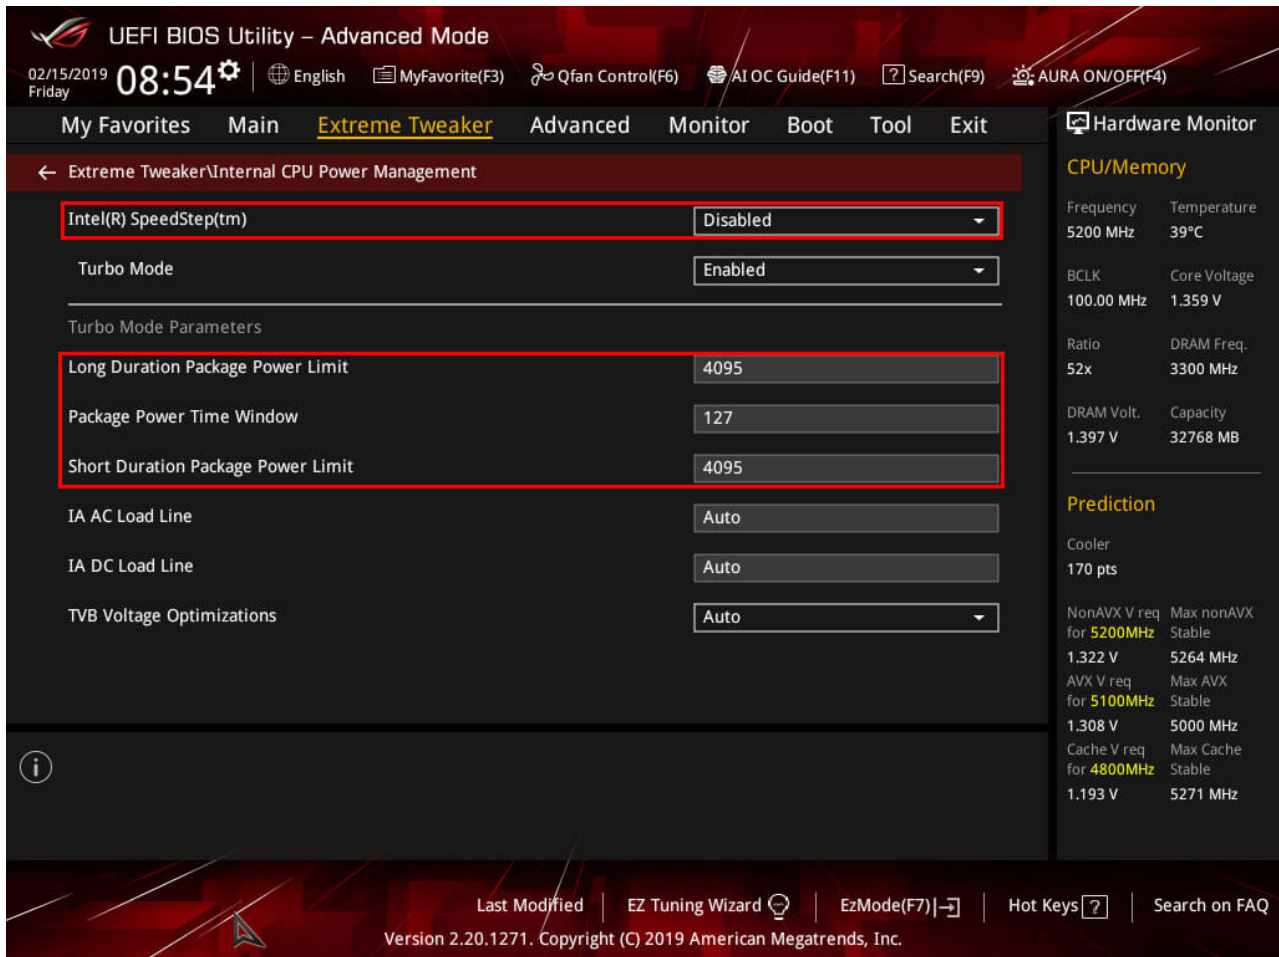 UEFI BIOS Utility – Advanced Mode
02/15/2019 Friday 08:54 English MyFavorite(F3) Qfan Control(F6) AI OC Guide(F11) ? Search(F9) AURA ON/OFF(F4)
My Favorites Main Extreme Tweaker Advanced Monitor Boot Tool Exit
Extreme Tweaker\Internal CPU Power Management
Intel(R) SpeedStep(tm) Disabled
Turbo Mode Enabled
Turbo Mode Parameters
Long Duration Package Power Limit 4095
Package Power Time Window 127
Short Duration Package Power Limit 4095
IA AC Load Line Auto
IA DC Load Line Auto
TVB Voltage Optimizations Auto
Hardware Monitor
CPU/Memory
Frequency Temperature
5200 MHz 39°C
BCLK Core Voltage
100.00 MHz 1.359 V
Ratio DRAM Freq.
52x 3300 MHz
DRAM Volt. Capacity
1.397 V 32768 MB
Prediction
Cooler
170 pts
NonAVX V req Max nonAVX
for 5200MHz Stable
1.322 V 5264 MHz
AVX V req Max AVX
for 5100MHz Stable
1.308 V 5000 MHz
Cache V req Max Cache
for 4800MHz Stable
1.193 V 5271 MHz
i
Last Modified EZ Tuning Wizard EzMode(F7) Hot Keys ? Search on FAQ
Version 2.20.1271. Copyright (C) 2019 American Megatrends, Inc.